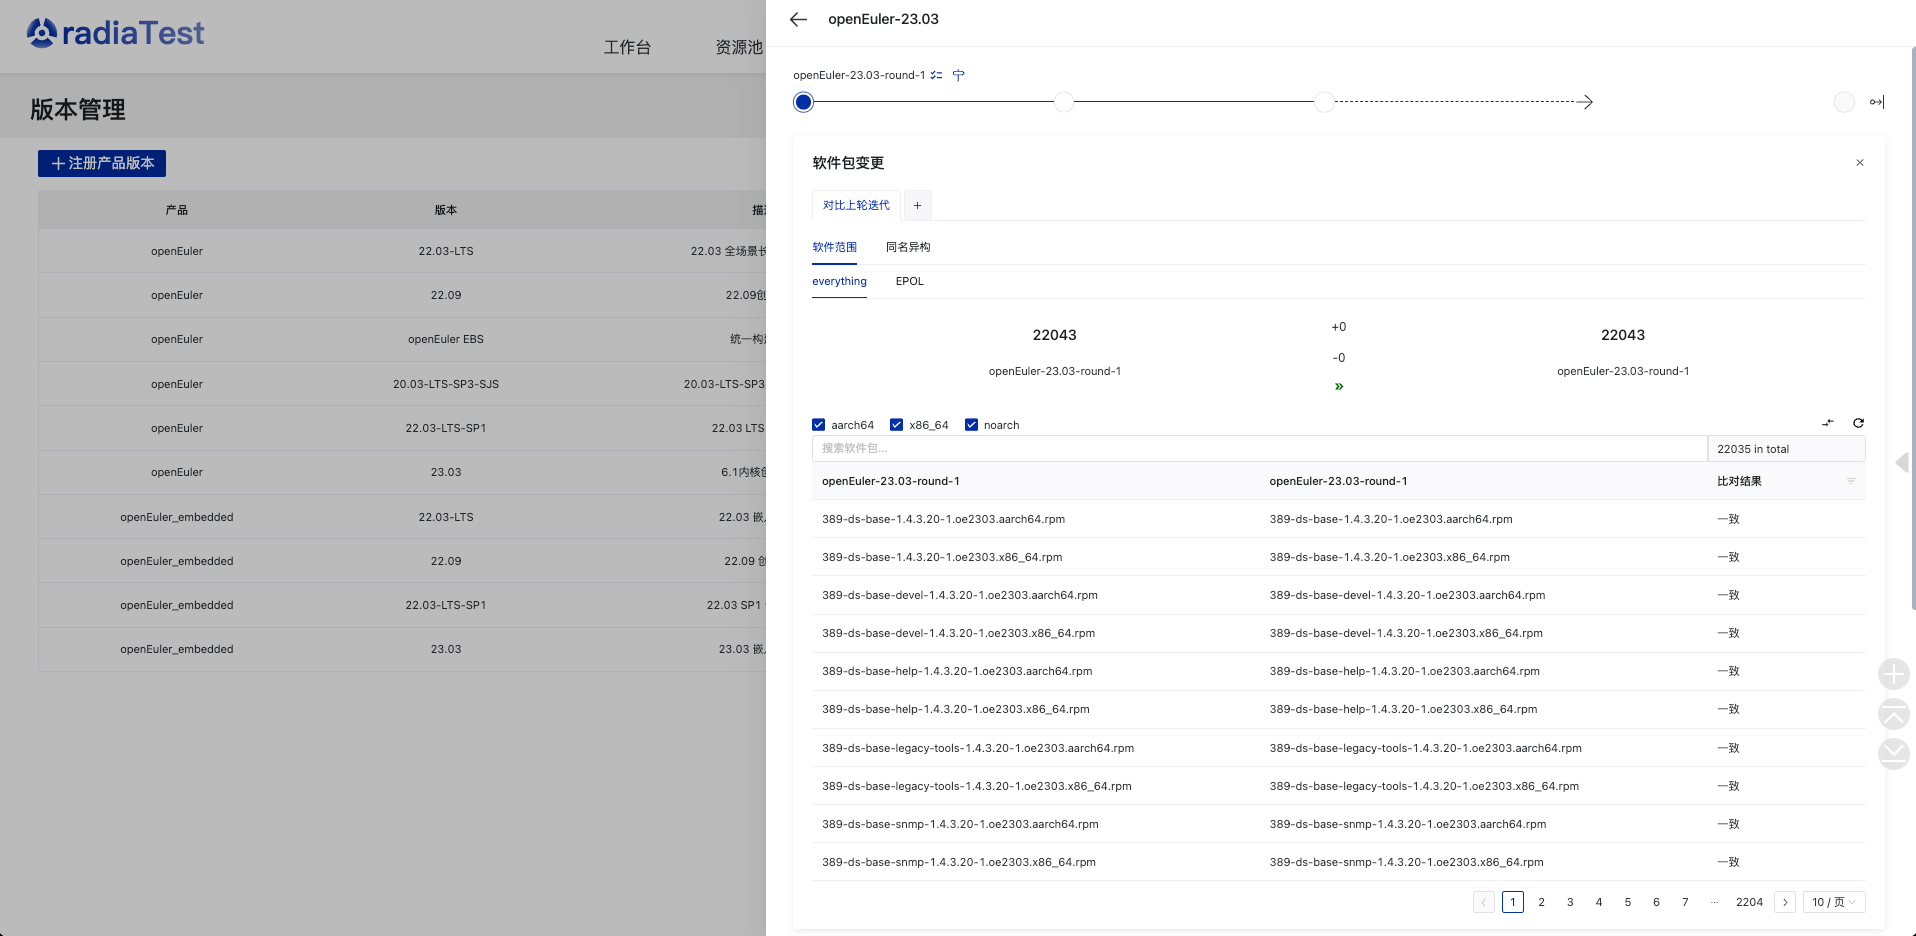 radiaTest
工作台
资源池
版本管理
注册产品版本
产品 版本
openEuler 22.03-LTS 22.03 全场景长
openEuler 22.09 22.09创
openEuler openEuler EBS 统一构
openEuler 20.03-LTS-SP3-SJS 20.03-LTS-SP3
openEuler 22.03-LTS-SP1 22.03 LTS
openEuler 23.03 6.1内核创
openEuler_embedded 22.03-LTS 22.03 嵌
openEuler_embedded 22.09 22.09 创
openEuler_embedded 22.03-LTS-SP1 22.03 SP1
openEuler_embedded 23.03 23.03 嵌
openEuler-23.03
openEuler-23.03-round-1
软件包变更
对比上轮迭代 +
软件范围 同名异构
everything EPOL
22043 +0 22043
-0
openEuler-23.03-round-1 openEuler-23.03-round-1
»
aarch64 x86_64 noarch
搜索软件包... 22035 in total
openEuler-23.03-round-1 openEuler-23.03-round-1 比对结果
389-ds-base-1.4.3.20-1.oe2303.aarch64.rpm 389-ds-base-1.4.3.20-1.oe2303.aarch64.rpm 一致
389-ds-base-1.4.3.20-1.oe2303.x86_64.rpm 389-ds-base-1.4.3.20-1.oe2303.x86_64.rpm 一致
389-ds-base-devel-1.4.3.20-1.oe2303.aarch64.rpm 389-ds-base-devel-1.4.3.20-1.oe2303.aarch64.rpm 一致
389-ds-base-devel-1.4.3.20-1.oe2303.x86_64.rpm 389-ds-base-devel-1.4.3.20-1.oe2303.x86_64.rpm 一致
389-ds-base-help-1.4.3.20-1.oe2303.aarch64.rpm 389-ds-base-help-1.4.3.20-1.oe2303.aarch64.rpm 一致
389-ds-base-help-1.4.3.20-1.oe2303.x86_64.rpm 389-ds-base-help-1.4.3.20-1.oe2303.x86_64.rpm 一致
389-ds-base-legacy-tools-1.4.3.20-1.oe2303.aarch64.rpm 389-ds-base-legacy-tools-1.4.3.20-1.oe2303.aarch64.rpm 一致
389-ds-base-legacy-tools-1.4.3.20-1.oe2303.x86_64.rpm 389-ds-base-legacy-tools-1.4.3.20-1.oe2303.x86_64.rpm 一致
389-ds-base-snmp-1.4.3.20-1.oe2303.aarch64.rpm 389-ds-base-snmp-1.4.3.20-1.oe2303.aarch64.rpm 一致
389-ds-base-snmp-1.4.3.20-1.oe2303.x86_64.rpm 389-ds-base-snmp-1.4.3.20-1.oe2303.x86_64.rpm 一致
1 2 3 4 5 6 7 ... 2204 10 / 页